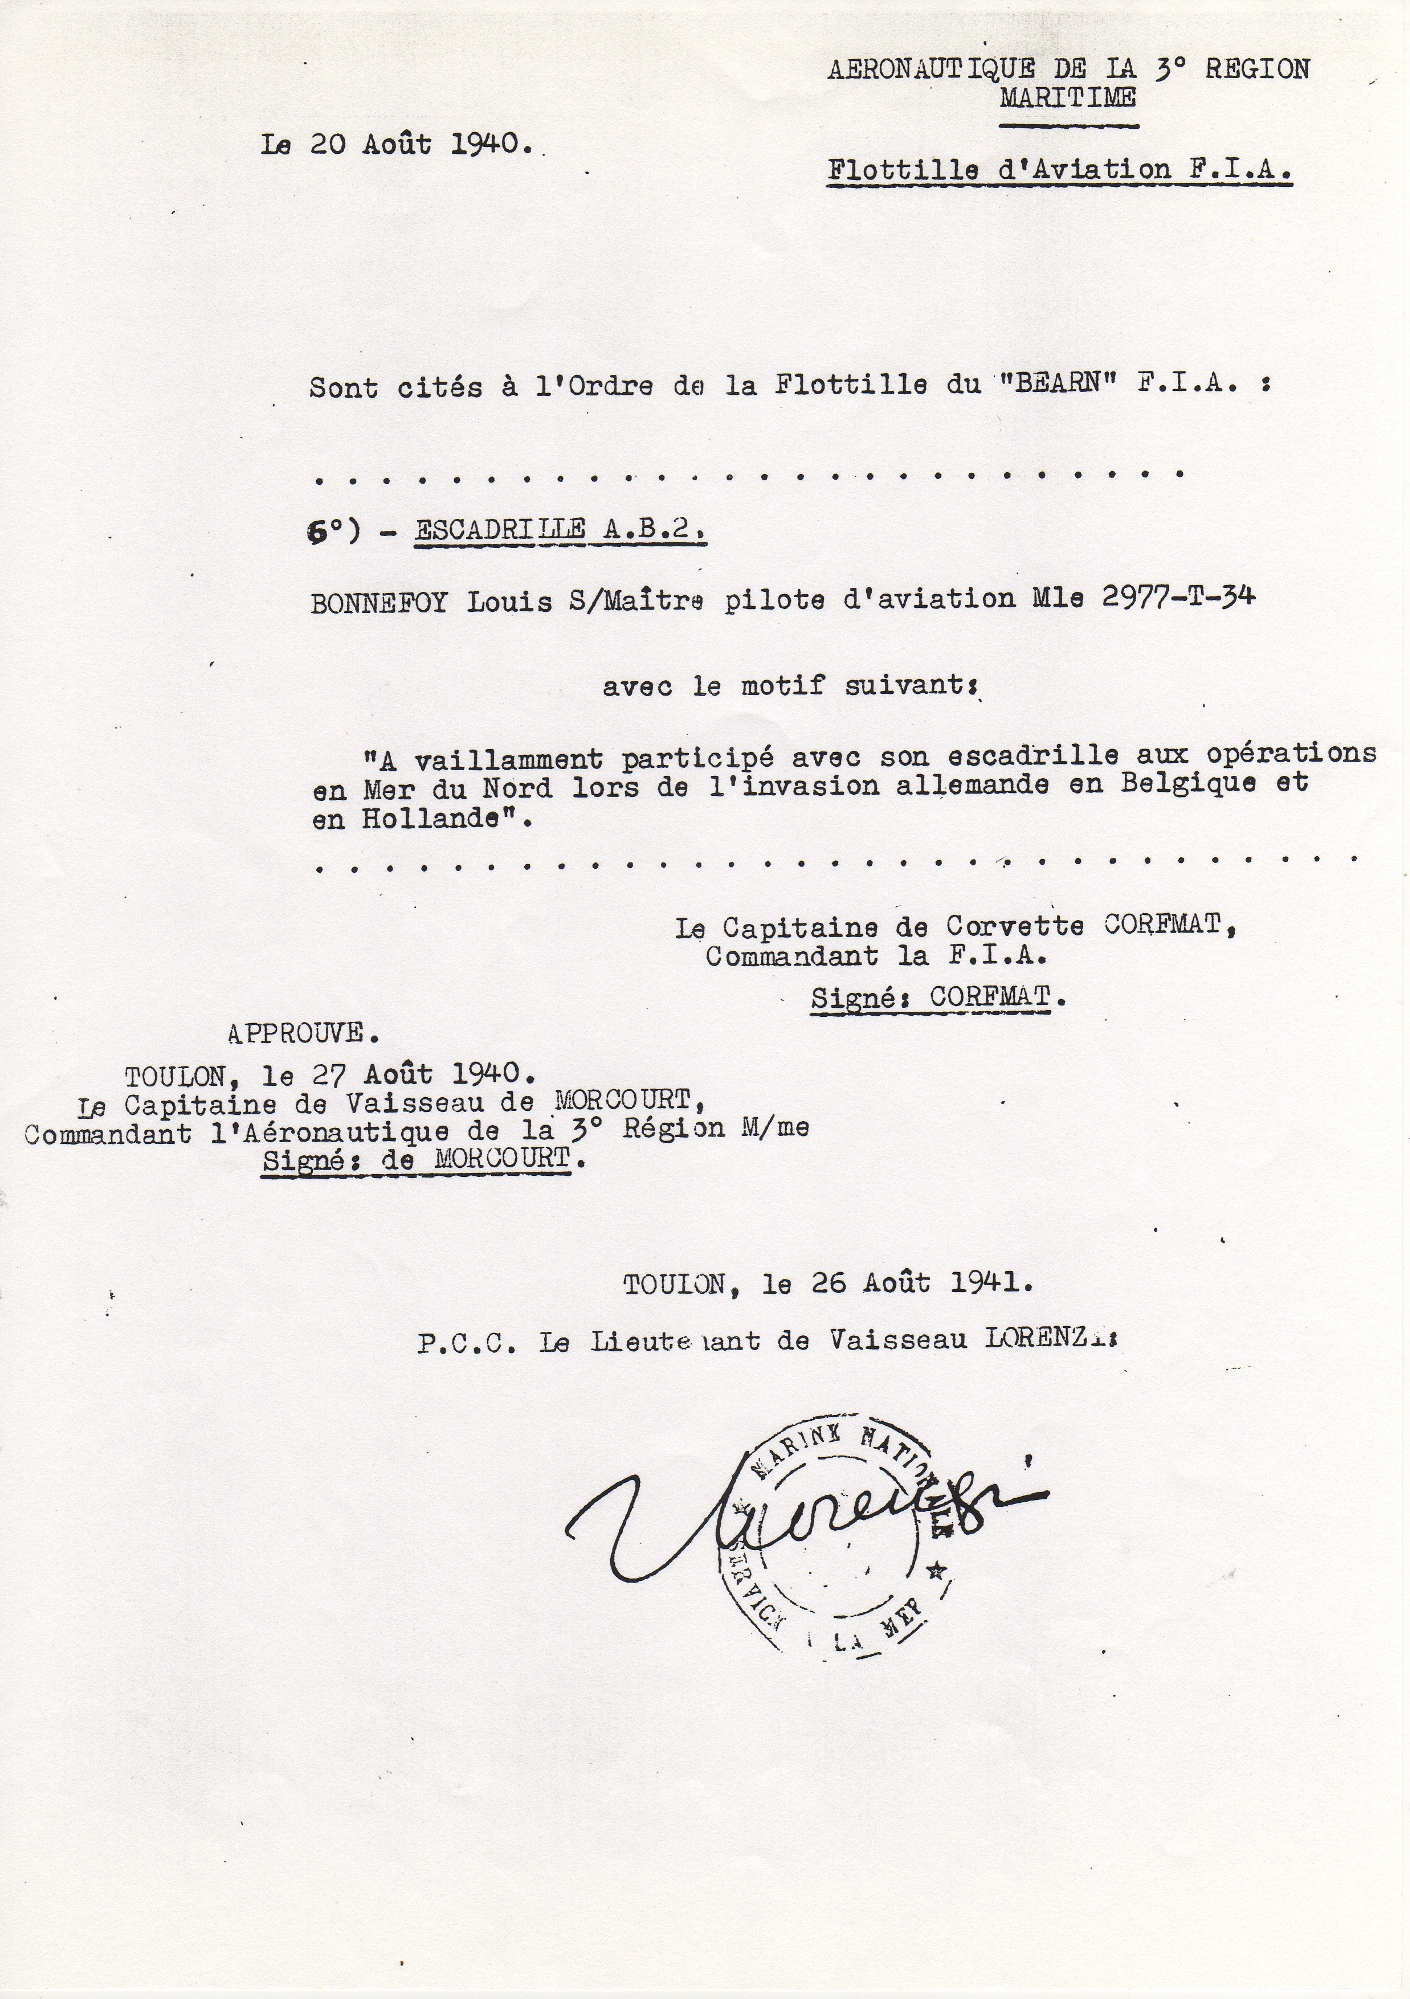 AERONAUTIQUE DE LA 3° REGION
MARITIME
Le 20 Août 1940.
Flottille d'Aviation F.I.A.
Sont cités à l'Ordre de la Flottille du "BEARN" F.I.A. :
. . . . . . . . . . . . . . . . . . . . . . . . . .
6°) - ESCADRILLE A.B.2.
BONNEFOY Louis S/Maître pilote d'aviation Mle 2977-T-34
avec le motif suivant:
"A vaillamment participé avec son escadrille aux opérations
en Mer du Nord lors de l'invasion allemande en Belgique et
en Hollande".
. . . . . . . . . . . . . . . . . . . . . . . . . . . . . . .
Le Capitaine de Corvette CORFMAT,
Commandant la F.I.A.
Signé: CORFMAT.
APPROUVE.
TOULON, le 27 Août 1940.
Le Capitaine de Vaisseau de MORCOURT,
Commandant l'Aéronautique de la 3° Région M/me
Signé: de MORCOURT.
TOULON, le 26 Août 1941.
P.C.C. Le Lieutenant de Vaisseau LORENZI:
Lorenzi
MARINE NATIONALE
SERVICE LA MER